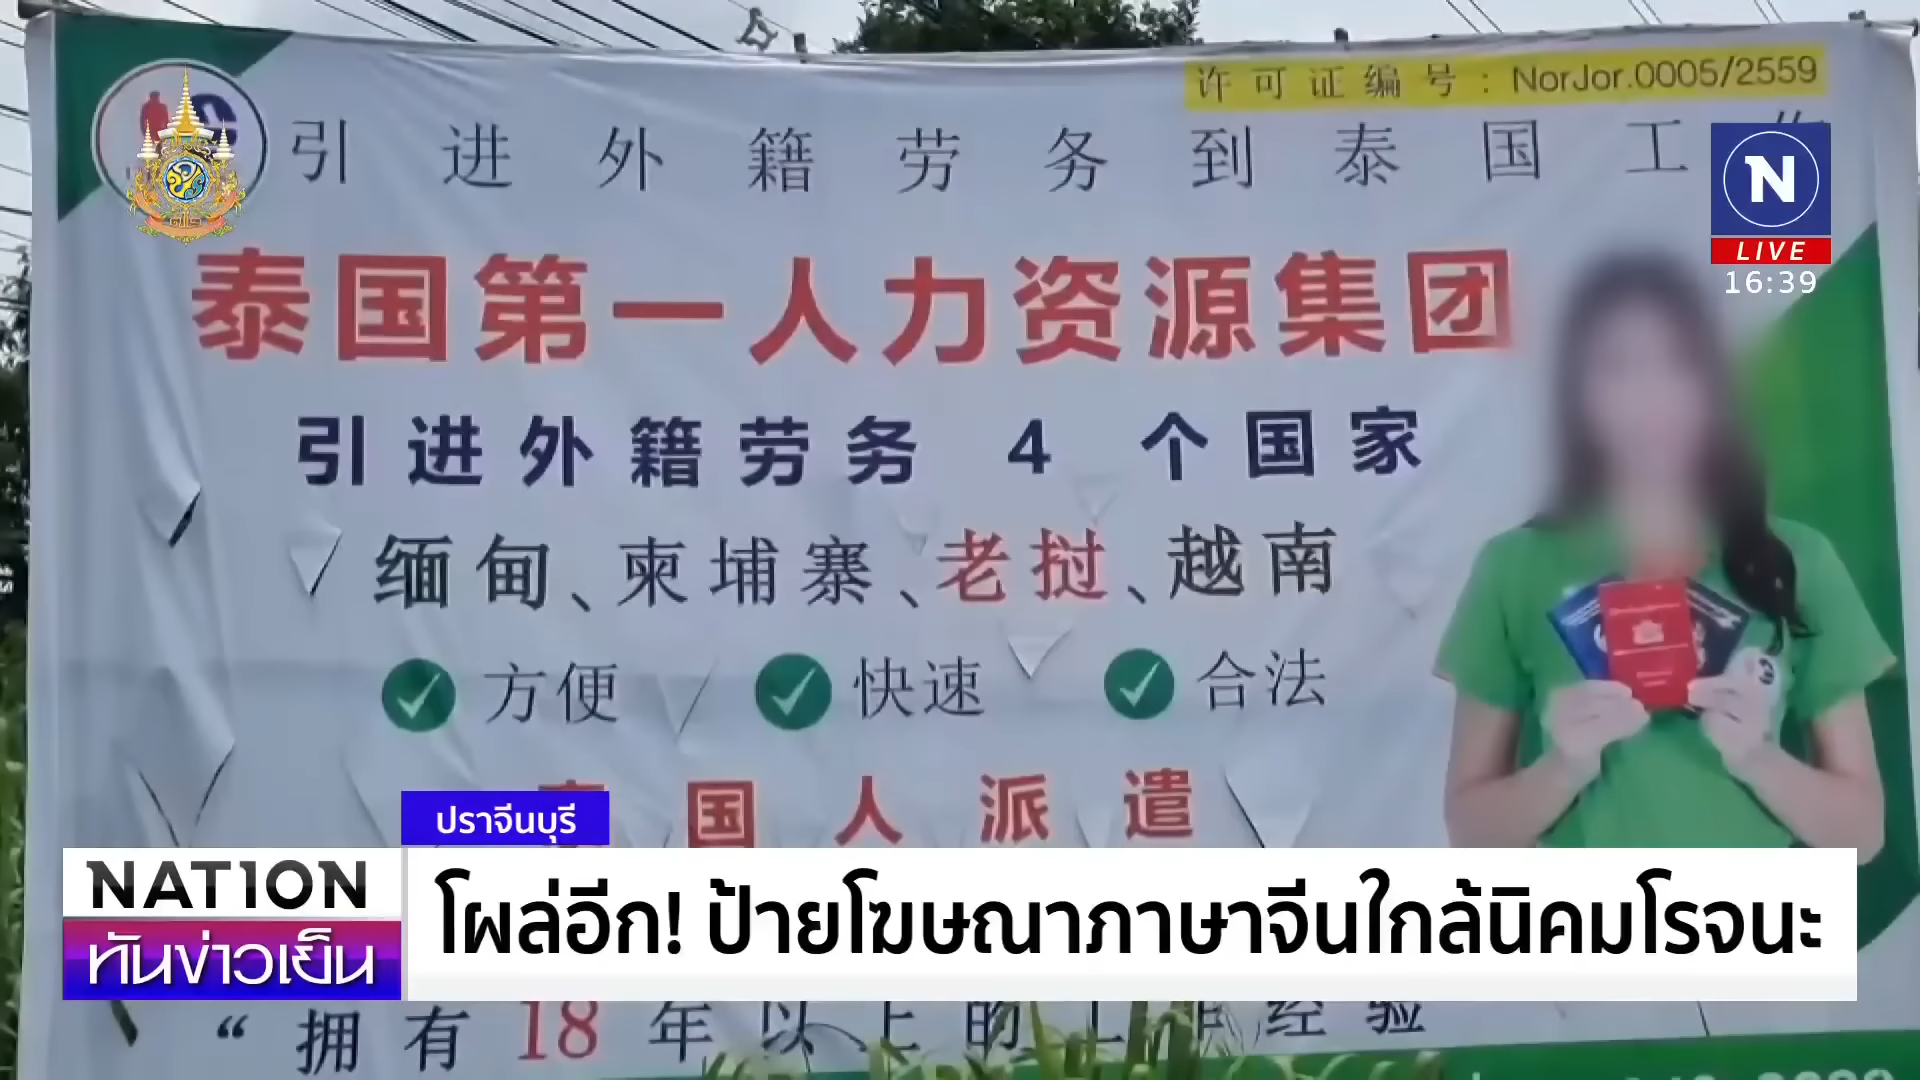 许可证编号：NorJor.0005/2559
引进外籍劳务到泰国工
N
LIVE
16:39
泰国第一人力资源集团
引进外籍劳务 4 个国家
缅甸、柬埔寨、老挝、越南
方便 快速 合法
国人派遣
ปราจีนบุรี
NATION
ทันข่าวเย็น
โผล่อีก! ป้ายโฆษณาภาษาจีนใกล้นิคมโรจนะ
“拥有18年以上的工作经验